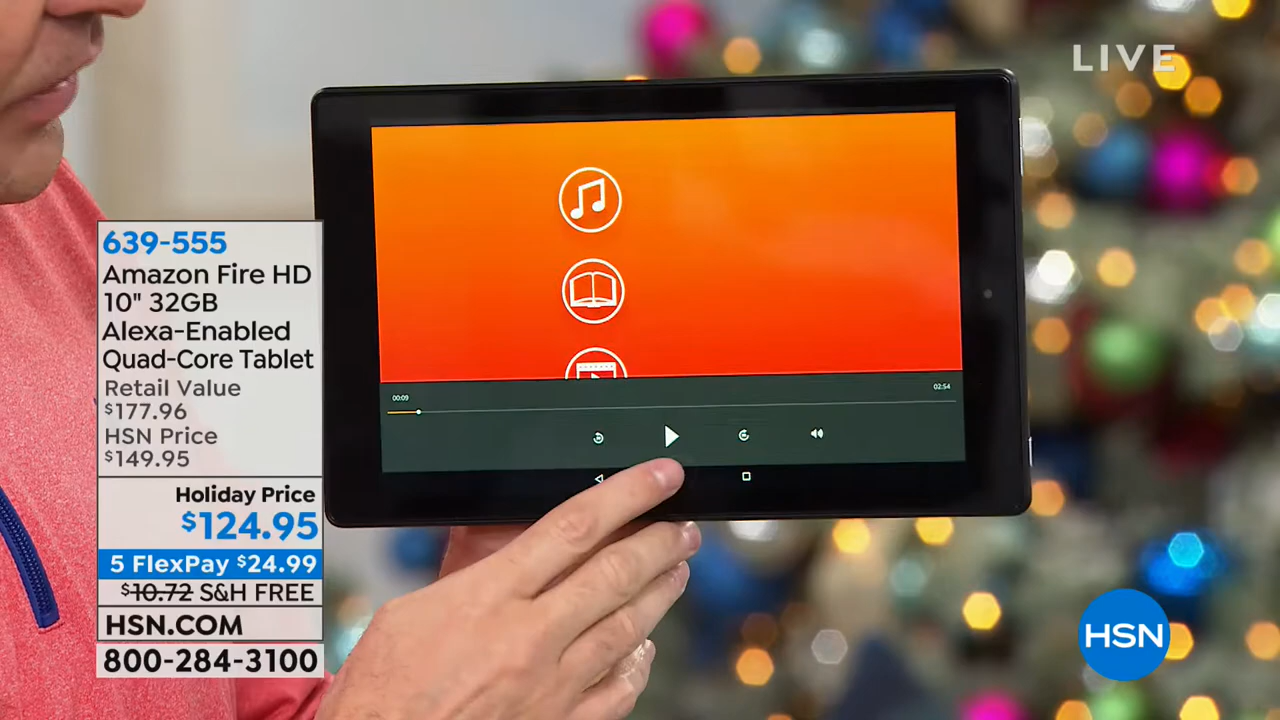 LIVE
639-555
Amazon Fire HD
10" 32GB
Alexa-Enabled
Quad-Core Tablet
Retail Value
$177.96
HSN Price
$149.95
Holiday Price
$124.95
5 FlexPay $24.99
$10.72 S&H FREE
HSN.COM
800-284-3100
00:09
02:54
HSN